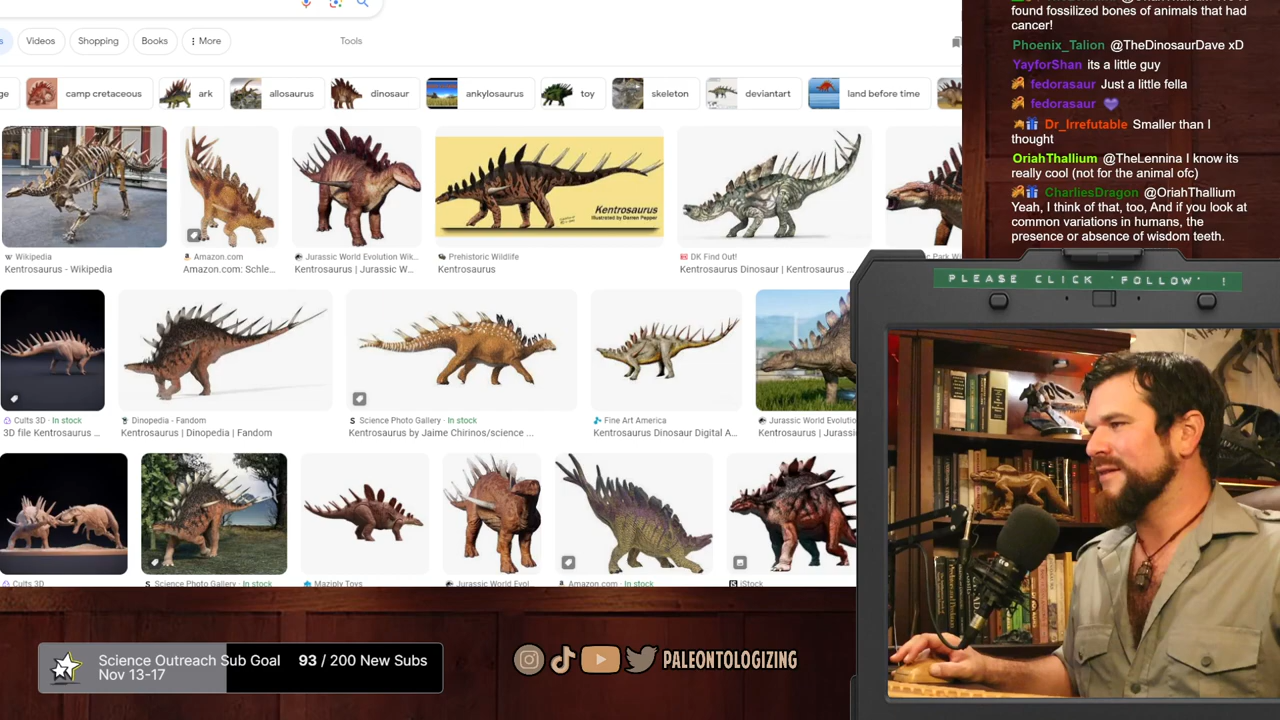 Videos
Shopping
Books
More
Tools
ge
camp cretaceous
ark
allosaurus
dinosaur
ankylosaurus
toy
skeleton
deviantart
land before time
Kentrosaurus
Illustrated by Darren Pepper
W Wikipedia
Kentrosaurus - Wikipedia
Amazon.com
Amazon.com: Schle...
Jurassic World Evolution Wik...
Kentrosaurus | Jurassic W...
Prehistoric Wildlife
Kentrosaurus
DK Find Out!
Kentrosaurus Dinosaur | Kentrosaurus ...
c Park Wi
Cults 3D · In stock
3D file Kentrosaurus ...
Dinopedia - Fandom
Kentrosaurus | Dinopedia | Fandom
Science Photo Gallery · In stock
Kentrosaurus by Jaime Chirinos/science ...
Fine Art America
Kentrosaurus Dinosaur Digital A...
Jurassic World Evolutio
Kentrosaurus | Jurass
Cults 3D
Science Photo Gallery · In stock
Maziply Toys
Jurassic World Evol...
Amazon.com · In stock
iStock
found fossilized bones of animals that had
cancer!
Phoenix_Talion @TheDinosaurDave xD
YayforShan its a little guy
fedorasaur Just a little fella
fedorasaur
Dr_Irrefutable Smaller than I
thought
OriahThallium @TheLennina I know its
really cool (not for the animal ofc)
CharliesDragon @OriahThallium
Yeah, I think of that, too, And if you look at
common variations in humans, the
presence or absence of wisdom teeth.
PLEASE CLICK 'FOLLOW' !
Science Outreach Sub Goal 93 / 200 New Subs
Nov 13-17
PALEONTOLOGIZING